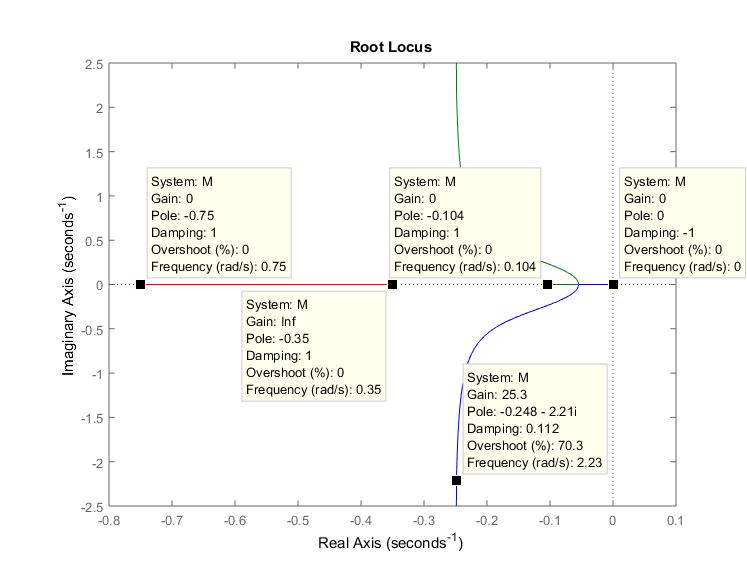 Root Locus
2.5
2
1.5
1
0.5
0
-0.5
-1
-1.5
-2
-2.5
Imaginary Axis (seconds⁻¹)
System: M
Gain: 0
Pole: -0.75
Damping: 1
Overshoot (%): 0
Frequency (rad/s): 0.75
System: M
Gain: 0
Pole: -0.104
Damping: 1
Overshoot (%): 0
Frequency (rad/s): 0.104
System: M
Gain: 0
Pole: 0
Damping: -1
Overshoot (%): 0
Frequency (rad/s): 0
System: M
Gain: Inf
Pole: -0.35
Damping: 1
Overshoot (%): 0
Frequency (rad/s): 0.35
System: M
Gain: 25.3
Pole: -0.248 - 2.21i
Damping: 0.112
Overshoot (%): 70.3
Frequency (rad/s): 2.23
-0.8 -0.7 -0.6 -0.5 -0.4 -0.3 -0.2 -0.1 0 0.1
Real Axis (seconds⁻¹)